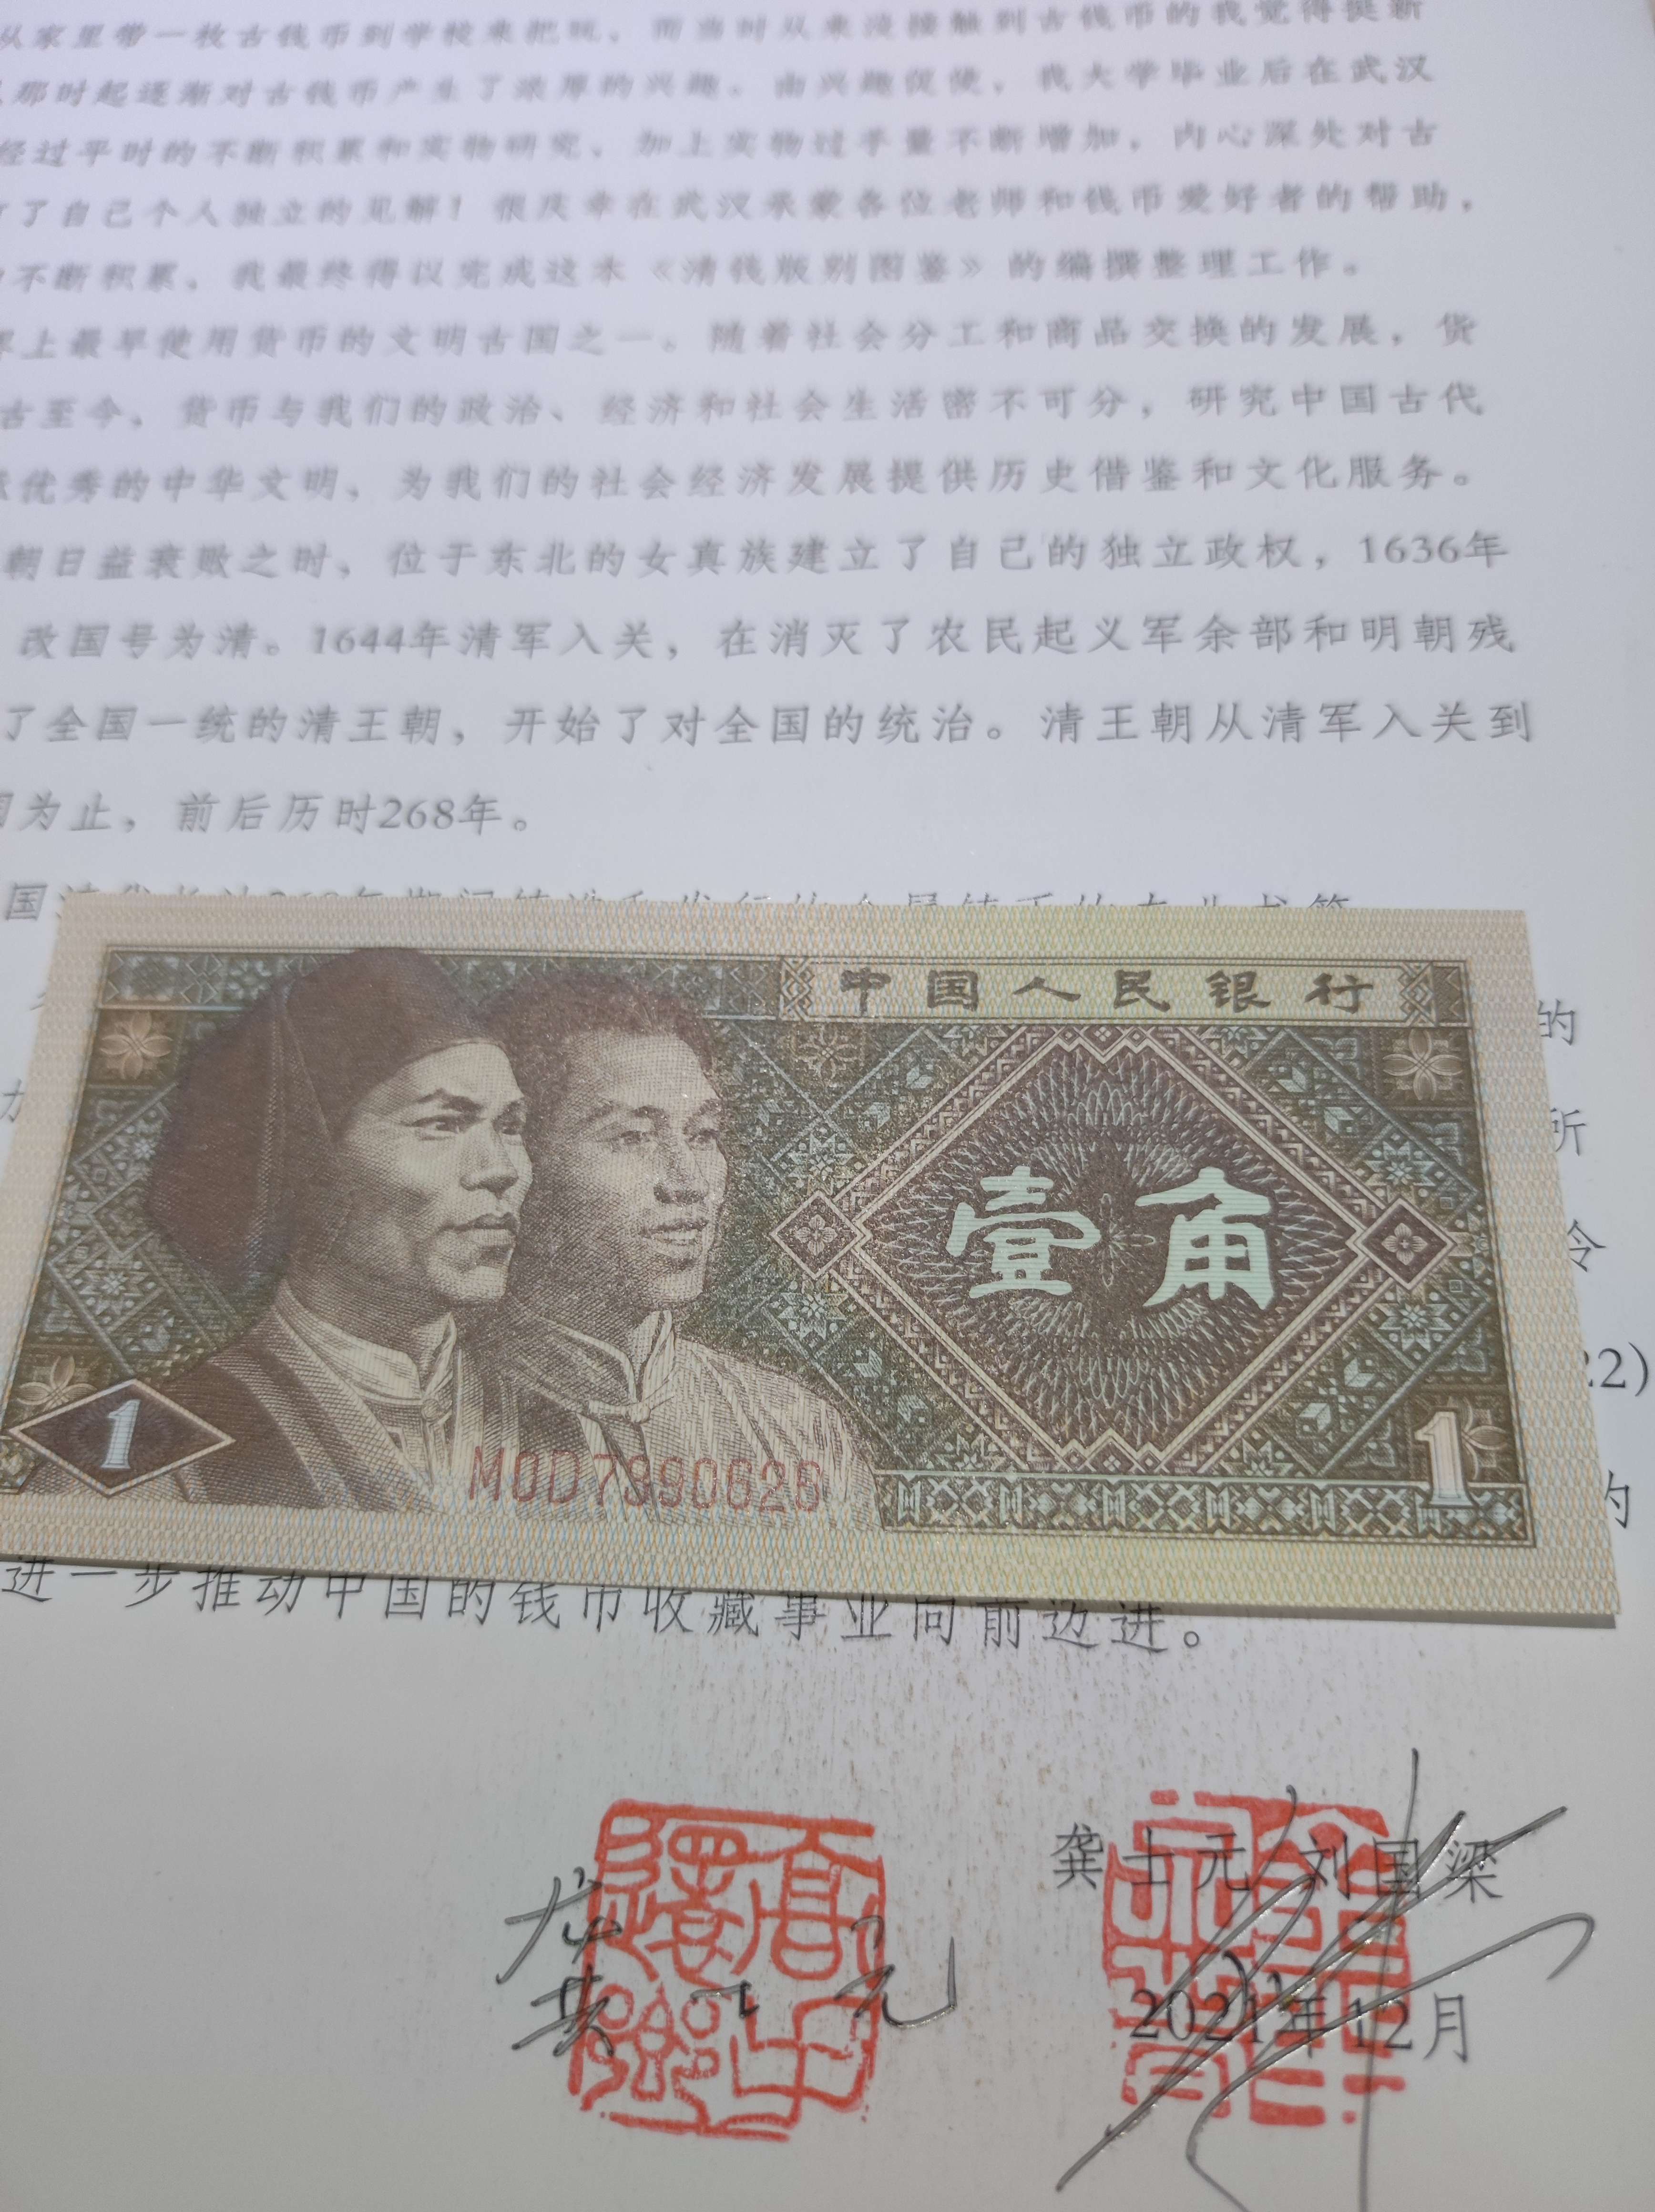 从家里带一枚古钱币到学校来把玩，而当时从来没接触到古钱币的我觉得挺新
那时起逐渐对古钱币产生了浓厚的兴趣。由兴趣促使，我大学毕业后在武汉
经过平时的不断积累和实物研究，加上实物过手量不断增加，内心深处对古
了自己个人独立的见解！很庆幸在武汉承蒙各位老师和钱币爱好者的帮助，
不断积累，我最终得以完成这本《清钱版别图鉴》的编撰整理工作。
界上最早使用货币的文明古国之一。随着社会分工和商品交换的发展，货
古至今，货币与我们的政治、经济和社会生活密不可分，研究中国古代
优秀的中华文明，为我们的社会经济发展提供历史借鉴和文化服务。
朝日益衰败之时，位于东北的女真族建立了自己的独立政权，1636年
改国号为清。1644年清军入关，在消灭了农民起义军余部和明朝残
了全国一统的清王朝，开始了对全国的统治。清王朝从清军入关到
为止，前后历时268年。
国
中国人民银行
的
所
壹角
令
22)
1
1
MOD7390626
的
进一步推动中国的钱币收藏事业向前迈进。
龚士元 刘国梁
龚士元
2021年12月